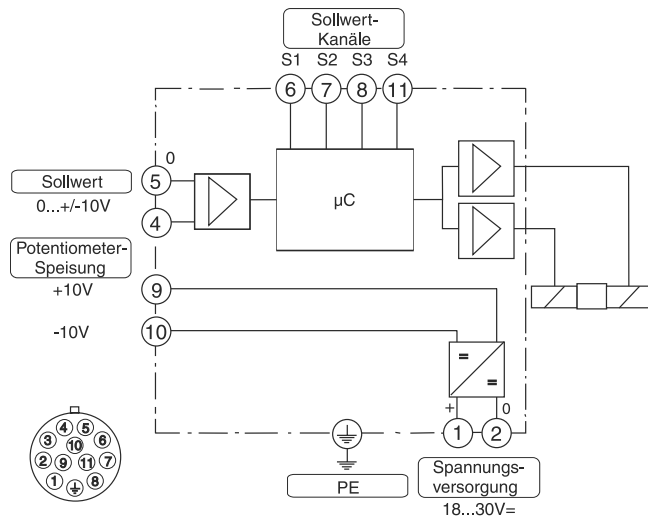 Sollwert-
Kanäle
S1 S2 S3 S4
6 7 8 11
0
5
Sollwert
0...+/-10V
4
µC
Potentiometer-
Speisung
+10V
9
-10V
10
=
=
+ 0
1 2
PE
Spannungs-
versorgung
18...30V=
4 5
3 10 6
2 9 11 7
1 8